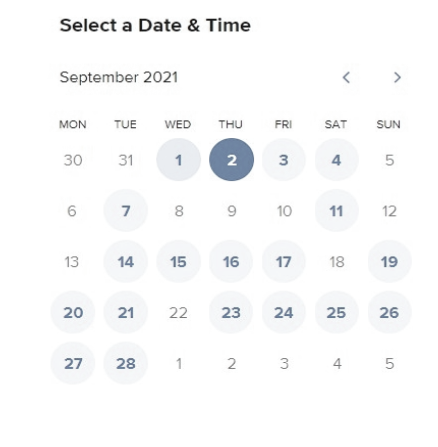 Select a Date & Time
September 2021
MON TUE WED THU FRI SAT SUN
30 31 1 2 3 4 5
6 7 8 9 10 11 12
13 14 15 16 17 18 19
20 21 22 23 24 25 26
27 28 1 2 3 4 5